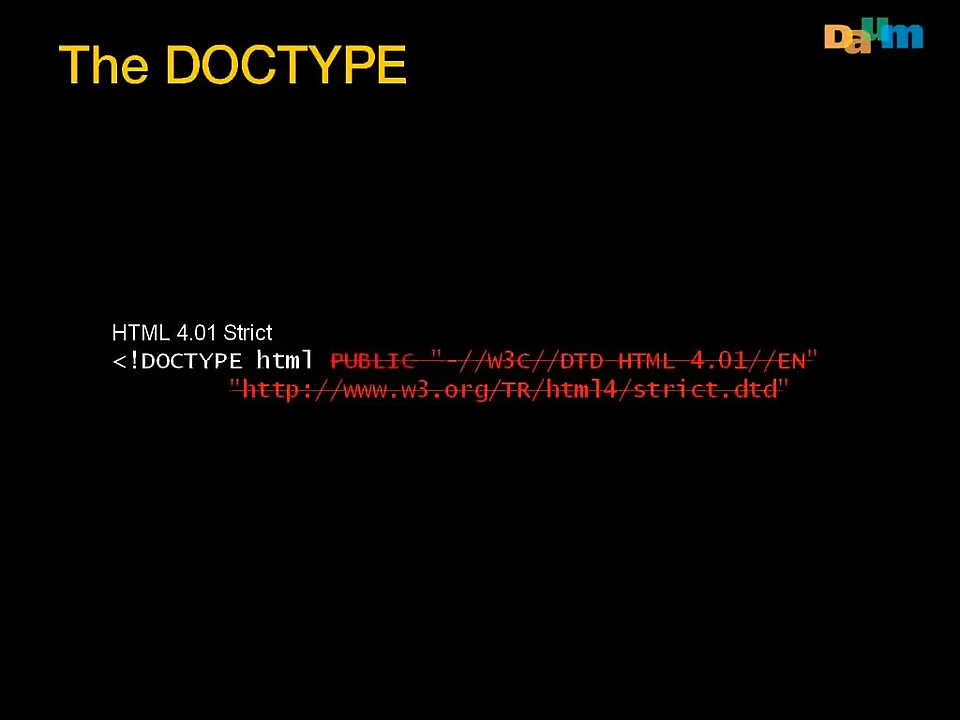 The DOCTYPE
Daum
HTML 4.01 Strict
<!DOCTYPE html PUBLIC "-//W3C//DTD HTML 4.01//EN"
"http://www.w3.org/TR/html4/strict.dtd"